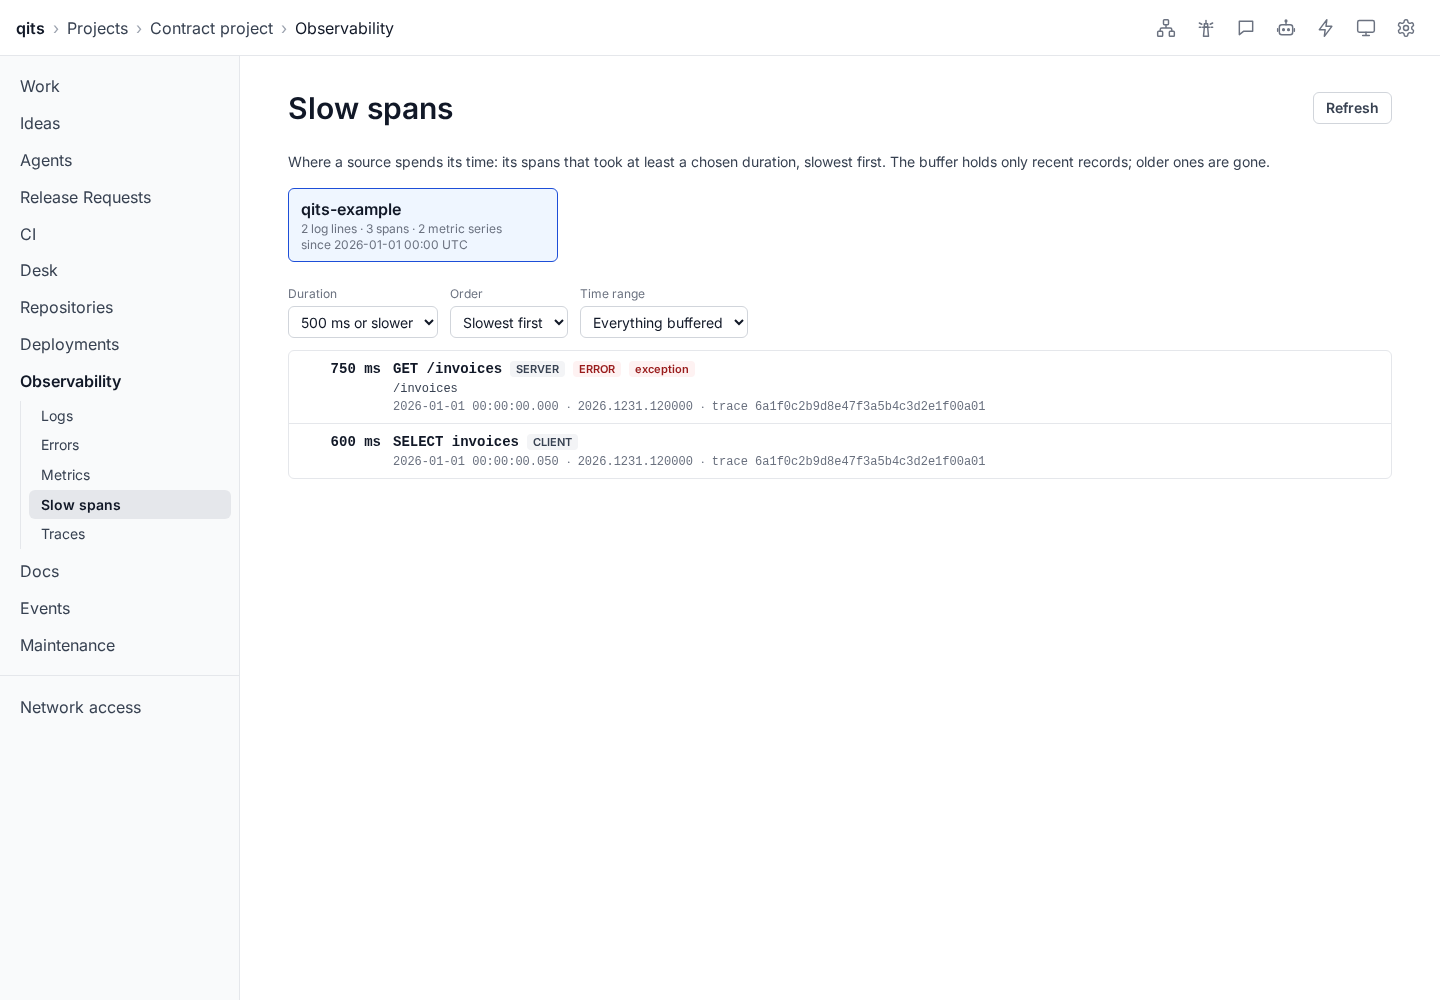 qits › Projects › Contract project › Observability
Work
Ideas
Agents
Release Requests
CI
Desk
Repositories
Deployments
Observability
Logs
Errors
Metrics
Slow spans
Traces
Docs
Events
Maintenance
Network access
Slow spans
Refresh
Where a source spends its time: its spans that took at least a chosen duration, slowest first. The buffer holds only recent records; older ones are gone.
qits-example
2 log lines · 3 spans · 2 metric series
since 2026-01-01 00:00 UTC
Duration Order Time range
500 ms or slower Slowest first Everything buffered
750 ms GET /invoices SERVER ERROR exception
/invoices
2026-01-01 00:00:00.000 · 2026.1231.120000 · trace 6a1f0c2b9d8e47f3a5b4c3d2e1f00a01
600 ms SELECT invoices CLIENT
2026-01-01 00:00:00.050 · 2026.1231.120000 · trace 6a1f0c2b9d8e47f3a5b4c3d2e1f00a01